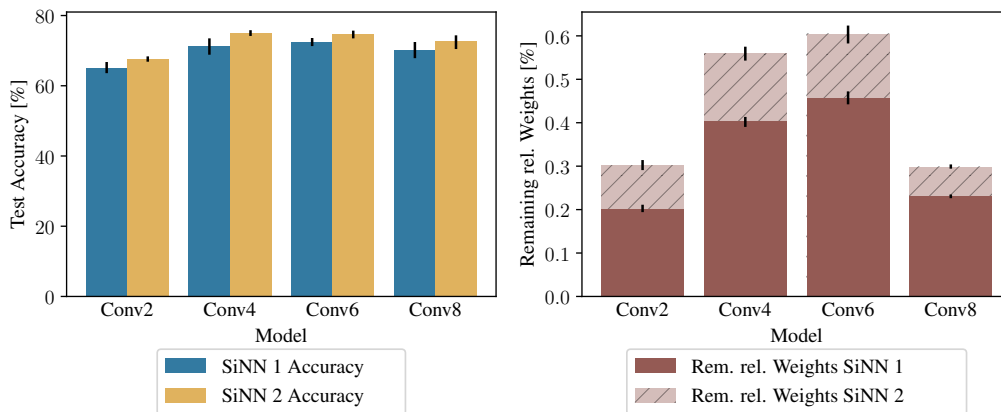 80
60
40
20
0
Test Accuracy [%]
Conv2
Conv4
Conv6
Conv8
Model
SiNN 1 Accuracy
SiNN 2 Accuracy
0.6
0.5
0.4
0.3
0.2
0.1
0.0
Remaining rel. Weights [%]
Conv2
Conv4
Conv6
Conv8
Model
Rem. rel. Weights SiNN 1
Rem. rel. Weights SiNN 2